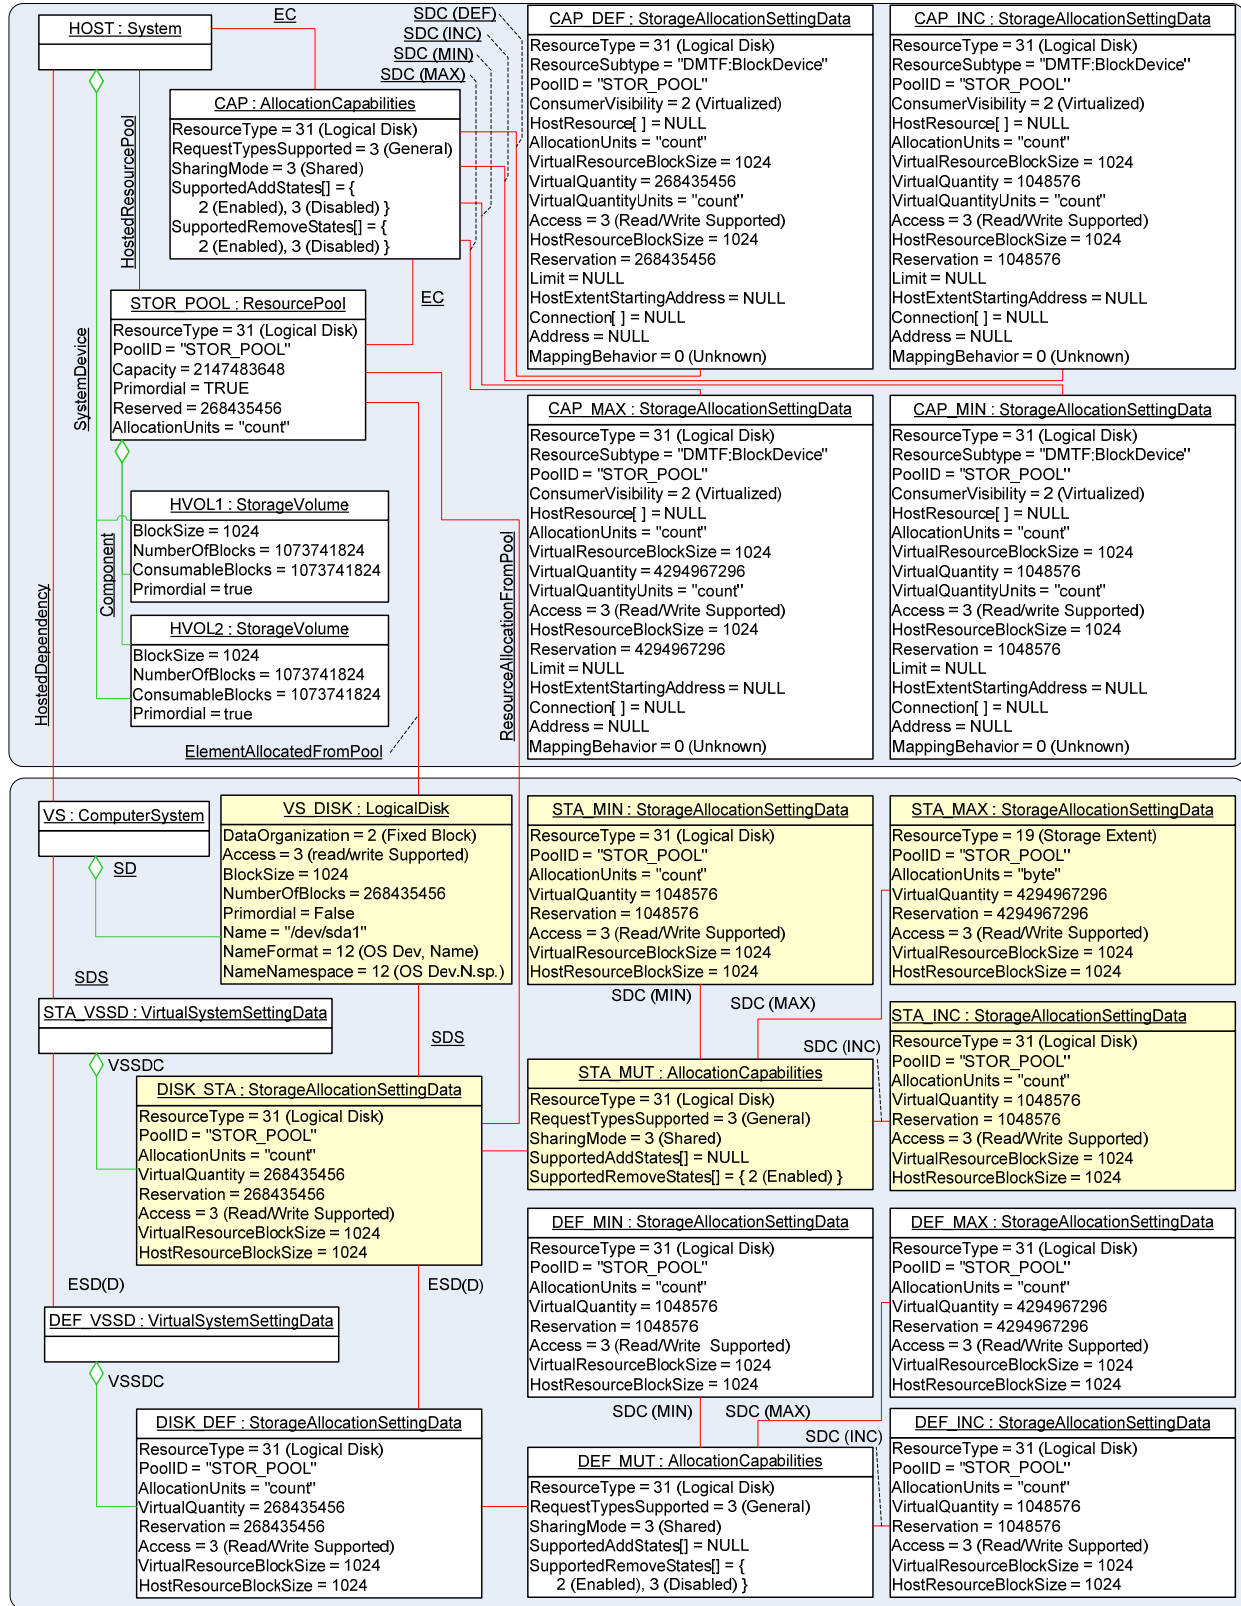 HOST : System
EC
SDC (DEF)
SDC (INC)
SDC (MIN)
SDC (MAX)
HostedResourcePool
CAP : AllocationCapabilities
ResourceType = 31 (Logical Disk)
RequestTypesSupported = 3 (General)
SharingMode = 3 (Shared)
SupportedAddStates[] = {
2 (Enabled), 3 (Disabled) }
SupportedRemoveStates[] = {
2 (Enabled), 3 (Disabled) }
EC
CAP_DEF : StorageAllocationSettingData
ResourceType = 31 (Logical Disk)
ResourceSubtype = "DMTF:BlockDevice"
PoolID = "STOR_POOL"
ConsumerVisibility = 2 (Virtualized)
HostResource[ ] = NULL
AllocationUnits = "count"
VirtualResourceBlockSize = 1024
VirtualQuantity = 268435456
VirtualQuantityUnits = "count"
Access = 3 (Read/Write Supported)
HostResourceBlockSize = 1024
Reservation = 268435456
Limit = NULL
HostExtentStartingAddress = NULL
Connection[ ] = NULL
Address = NULL
MappingBehavior = 0 (Unknown)
CAP_INC : StorageAllocationSettingData
ResourceType = 31 (Logical Disk)
ResourceSubtype = "DMTF:BlockDevice"
PoolID = "STOR_POOL"
ConsumerVisibility = 2 (Virtualized)
HostResource[ ] = NULL
AllocationUnits = "count"
VirtualResourceBlockSize = 1024
VirtualQuantity = 1048576
VirtualQuantityUnits = "count"
Access = 3 (Read/Write Supported)
HostResourceBlockSize = 1024
Reservation = 1048576
Limit = NULL
HostExtentStartingAddress = NULL
Connection[ ] = NULL
Address = NULL
MappingBehavior = 0 (Unknown)
STOR_POOL : ResourcePool
ResourceType = 31 (Logical Disk)
PoolID = "STOR_POOL"
Capacity = 2147483648
Primordial = TRUE
Reserved = 268435456
AllocationUnits = "count"
SystemDevice
HVOL1 : StorageVolume
BlockSize = 1024
NumberOfBlocks = 1073741824
ConsumableBlocks = 1073741824
Primordial = true
Component
HVOL2 : StorageVolume
BlockSize = 1024
NumberOfBlocks = 1073741824
ConsumableBlocks = 1073741824
Primordial = true
HostedDependency
ElementAllocatedFromPool
ResourceAllocationFromPool
CAP_MAX : StorageAllocationSettingData
ResourceType = 31 (Logical Disk)
ResourceSubtype = "DMTF:BlockDevice"
PoolID = "STOR_POOL"
ConsumerVisibility = 2 (Virtualized)
HostResource[ ] = NULL
AllocationUnits = "count"
VirtualResourceBlockSize = 1024
VirtualQuantity = 4294967296
VirtualQuantityUnits = "count"
Access = 3 (Read/Write Supported)
HostResourceBlockSize = 1024
Reservation = 4294967296
Limit = NULL
HostExtentStartingAddress = NULL
Connection[ ] = NULL
Address = NULL
MappingBehavior = 0 (Unknown)
CAP_MIN : StorageAllocationSettingData
ResourceType = 31 (Logical Disk)
ResourceSubtype = "DMTF:BlockDevice"
PoolID = "STOR_POOL"
ConsumerVisibility = 2 (Virtualized)
HostResource[ ] = NULL
AllocationUnits = "count"
VirtualResourceBlockSize = 1024
VirtualQuantity = 1048576
VirtualQuantityUnits = "count"
Access = 3 (Read/write Supported)
HostResourceBlockSize = 1024
Reservation = 1048576
Limit = NULL
HostExtentStartingAddress = NULL
Connection[ ] = NULL
Address = NULL
MappingBehavior = 0 (Unknown)
VS : ComputerSystem
SD
VS_DISK : LogicalDisk
DataOrganization = 2 (Fixed Block)
Access = 3 (read/write Supported)
BlockSize = 1024
NumberOfBlocks = 268435456
Primordial = False
Name = "/dev/sda1"
NameFormat = 12 (OS Dev, Name)
NameNamespace = 12 (OS Dev.N.sp.)
STA_MIN : StorageAllocationSettingData
ResourceType = 31 (Logical Disk)
PoolID = "STOR_POOL"
AllocationUnits = "count"
VirtualQuantity = 1048576
Reservation = 1048576
Access = 3 (Read/Write Supported)
VirtualResourceBlockSize = 1024
HostResourceBlockSize = 1024
STA_MAX : StorageAllocationSettingData
ResourceType = 19 (Storage Extent)
PoolID = "STOR_POOL"
AllocationUnits = "byte"
VirtualQuantity = 4294967296
Reservation = 4294967296
Access = 3 (Read/Write Supported)
VirtualResourceBlockSize = 1024
HostResourceBlockSize = 1024
SDS
STA_VSSD : VirtualSystemSettingData
VSSDC
SDS
SDC (MIN)
SDC (MAX)
SDC (INC)
STA_INC : StorageAllocationSettingData
ResourceType = 31 (Logical Disk)
PoolID = "STOR_POOL"
AllocationUnits = "count"
VirtualQuantity = 1048576
Reservation = 1048576
Access = 3 (Read/Write Supported)
VirtualResourceBlockSize = 1024
HostResourceBlockSize = 1024
DISK_STA : StorageAllocationSettingData
ResourceType = 31 (Logical Disk)
PoolID = "STOR_POOL"
AllocationUnits = "count"
VirtualQuantity = 268435456
Reservation = 268435456
Access = 3 (Read/Write Supported)
VirtualResourceBlockSize = 1024
HostResourceBlockSize = 1024
STA_MUT : AllocationCapabilities
ResourceType = 31 (Logical Disk)
RequestTypesSupported = 3 (General)
SharingMode = 3 (Shared)
SupportedAddStates[] = NULL
SupportedRemoveStates[] = { 2 (Enabled) }
ESD(D)
ESD(D)
DEF_VSSD : VirtualSystemSettingData
VSSDC
DEF_MIN : StorageAllocationSettingData
ResourceType = 31 (Logical Disk)
PoolID = "STOR_POOL"
AllocationUnits = "count"
VirtualQuantity = 1048576
Reservation = 1048576
Access = 3 (Read/Write Supported)
VirtualResourceBlockSize = 1024
HostResourceBlockSize = 1024
DEF_MAX : StorageAllocationSettingData
ResourceType = 31 (Logical Disk)
PoolID = "STOR_POOL"
AllocationUnits = "count"
VirtualQuantity = 4294967296
Reservation = 4294967296
Access = 3 (Read/Write Supported)
VirtualResourceBlockSize = 1024
HostResourceBlockSize = 1024
SDC (MIN)
SDC (MAX)
SDC (INC)
DISK_DEF : StorageAllocationSettingData
ResourceType = 31 (Logical Disk)
PoolID = "STOR_POOL"
AllocationUnits = "count"
VirtualQuantity = 268435456
Reservation = 268435456
Access = 3 (Read/Write Supported)
VirtualResourceBlockSize = 1024
HostResourceBlockSize = 1024
DEF_MUT : AllocationCapabilities
ResourceType = 31 (Logical Disk)
RequestTypesSupported = 3 (General)
SharingMode = 3 (Shared)
SupportedAddStates[] = NULL
SupportedRemoveStates[] = {
2 (Enabled), 3 (Disabled) }
DEF_INC : StorageAllocationSettingData
ResourceType = 31 (Logical Disk)
PoolID = "STOR_POOL"
AllocationUnits = "count"
VirtualQuantity = 1048576
Reservation = 1048576
Access = 3 (Read/Write Supported)
VirtualResourceBlockSize = 1024
HostResourceBlockSize = 1024